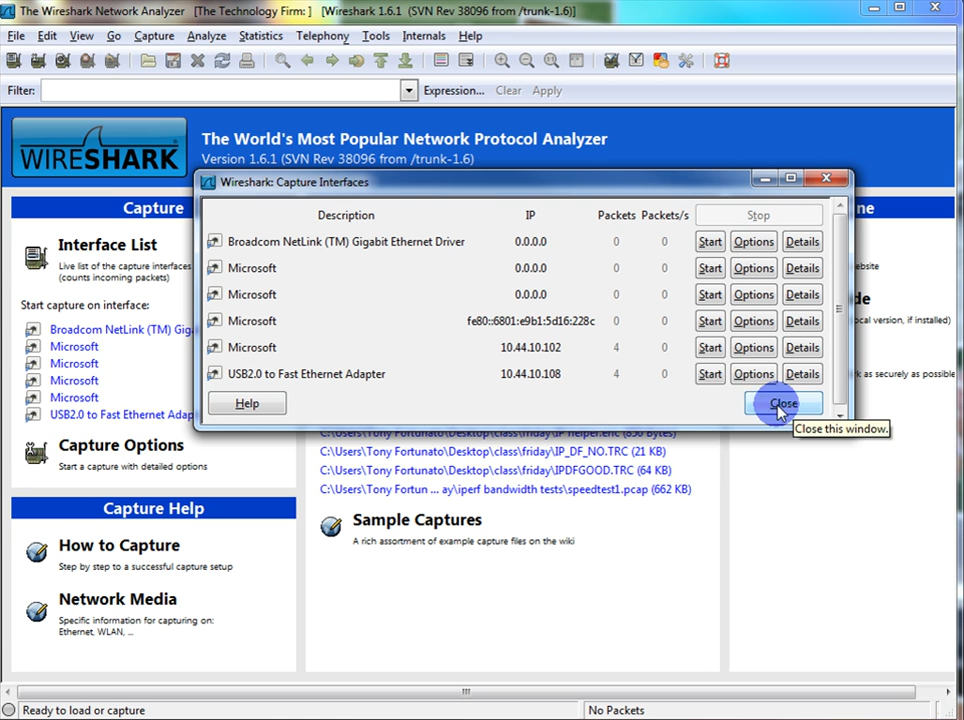 The Wireshark Network Analyzer [The Technology Firm: ] [Wireshark 1.6.1 (SVN Rev 38096 from /trunk-1.6)]
File Edit View Go Capture Analyze Statistics Telephony Tools Internals Help
Filter: Expression... Clear Apply
WIRESHARK
The World's Most Popular Network Protocol Analyzer
Version 1.6.1 (SVN Rev 38096 from /trunk-1.6)
Wireshark: Capture Interfaces
Description IP Packets Packets/s Stop
Broadcom NetLink (TM) Gigabit Ethernet Driver 0.0.0.0 0 0 Start Options Details
Microsoft 0.0.0.0 0 0 Start Options Details
Microsoft 0.0.0.0 0 0 Start Options Details
Microsoft fe80::6801:e9b1:5d16:228c 0 0 Start Options Details
Microsoft 10.44.10.102 4 0 Start Options Details
USB2.0 to Fast Ethernet Adapter 10.44.10.108 4 0 Start Options Details
Help Close
Close this window.
Capture
Interface List
Live list of the capture interfaces
(counts incoming packets)
Start capture on interface:
Broadcom NetLink (TM) Giga
Microsoft
Microsoft
Microsoft
Microsoft
USB2.0 to Fast Ethernet Adap
Capture Options
Start a capture with detailed options
Capture Help
How to Capture
Step by step to a successful capture setup
Network Media
Specific information for capturing on:
Ethernet, WLAN, ...
C:\Users\Tony Fortunato\Desktop\class\friday\IP helper.enc (850 Bytes)
C:\Users\Tony Fortunato\Desktop\class\friday\IP_DF_NO.TRC (21 KB)
C:\Users\Tony Fortunato\Desktop\class\friday\IPDFGOOD.TRC (64 KB)
C:\Users\Tony Fortun ... ay\iperf bandwidth tests\speedtest1.pcap (662 KB)
Sample Captures
A rich assortment of example capture files on the wiki
ne
ebsite
de
ocal version, if installed)
k as securely as possible
Ready to load or capture
No Packets